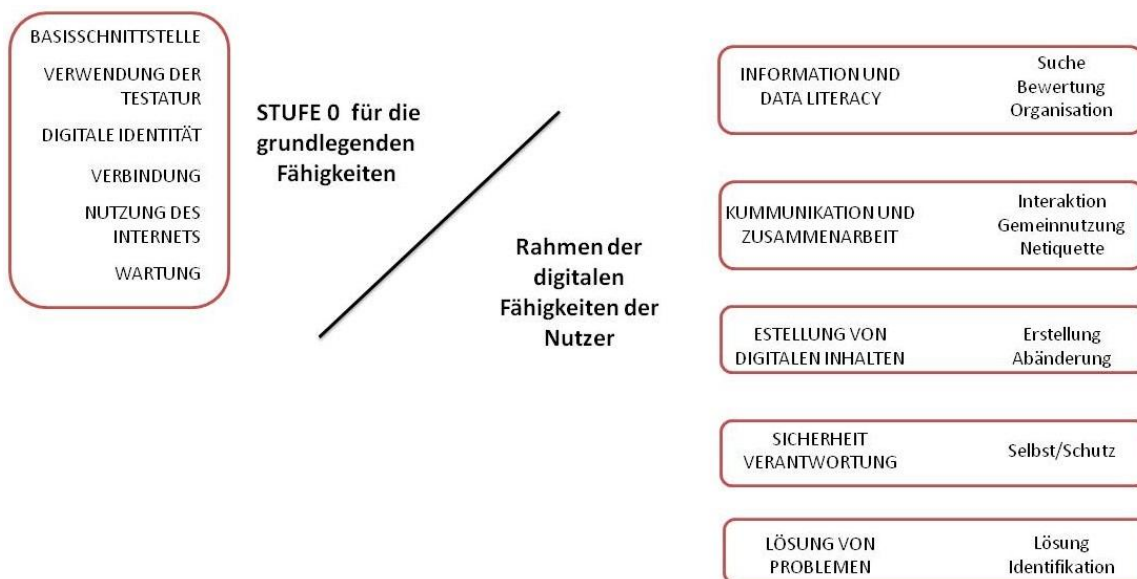 BASISSCHNITTSTELLE
VERWENDUNG DER
TESTATUR
DIGITALE IDENTITÄT
VERBINDUNG
NUTZUNG DES
INTERNETS
WARTUNG
STUFE 0 für die
grundlegenden
Fähigkeiten
Rahmen der
digitalen
Fähigkeiten der
Nutzer
INFORMATION UND
DATA LITERACY
Suche
Bewertung
Organisation
KUMMUNIKATION UND
ZUSAMMENARBEIT
Interaktion
Gemeinnutzung
Netiquette
ESTELLUNG VON
DIGITALEN INHALTEN
Erstellung
Abänderung
SICHERHEIT
VERANTWORTUNG
Selbst/Schutz
LÖSUNG VON
PROBLEMEN
Lösung
Identifikation